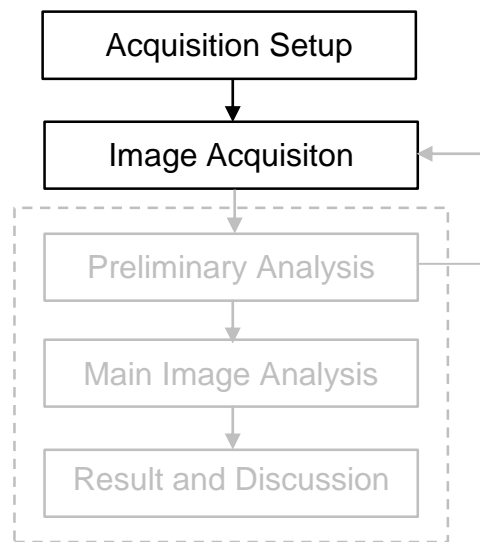 Acquisition Setup
Image Acquisiton
Preliminary Analysis
Main Image Analysis
Result and Discussion